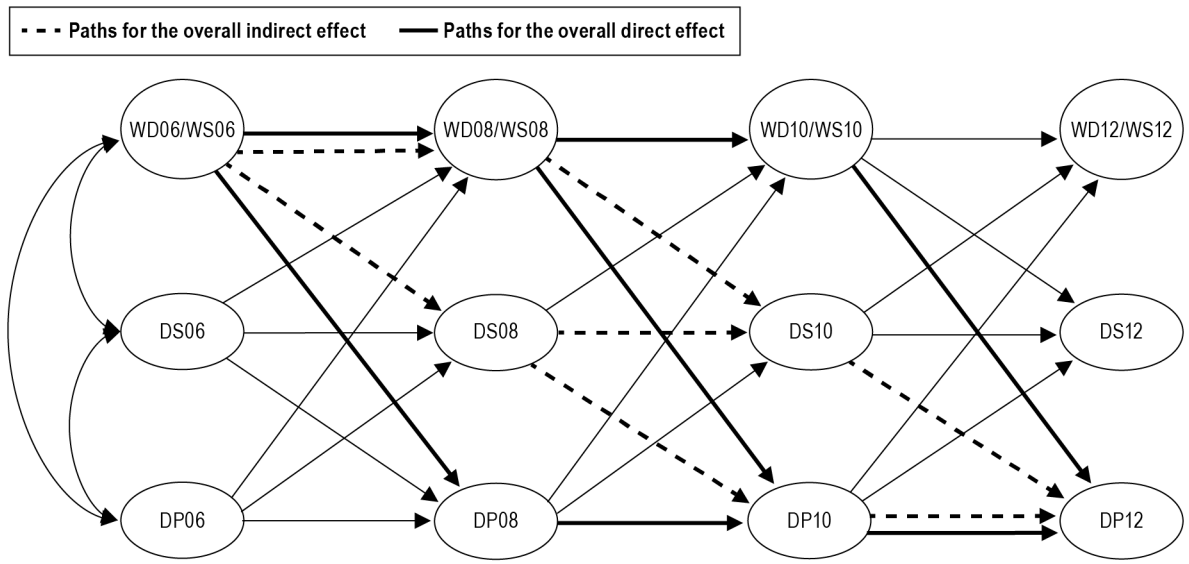 Paths for the overall indirect effect Paths for the overall direct effect
WD06/WS06 WD08/WS08 WD10/WS10 WD12/WS12
DS06 DS08 DS10 DS12
DP06 DP08 DP10 DP12